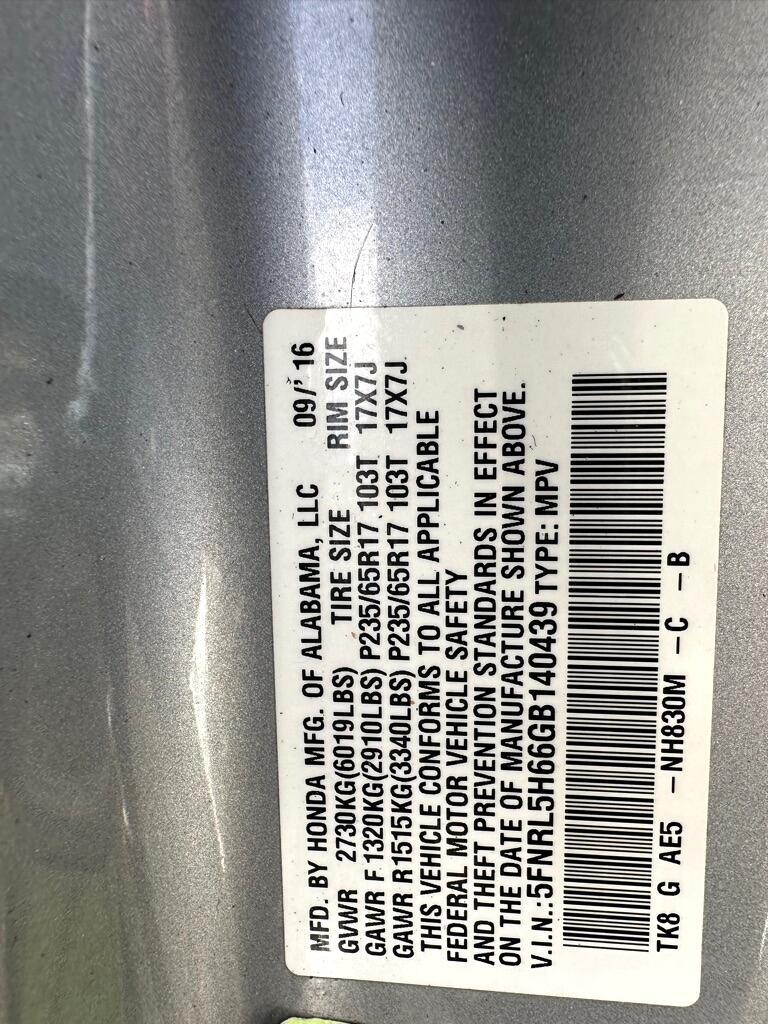 MFD. BY HONDA MFG. OF ALABAMA, LLC 09/'16
GVWR 2730KG(6019LBS) TIRE SIZE RIM SIZE
GAWR F 1320KG(2910LBS) P235/65R17 103T 17X7J
GAWR R 1515KG(3340LBS) P235/65R17 103T 17X7J
THIS VEHICLE CONFORMS TO ALL APPLICABLE
FEDERAL MOTOR VEHICLE SAFETY
AND THEFT PREVENTION STANDARDS IN EFFECT
ON THE DATE OF MANUFACTURE SHOWN ABOVE.
V.I.N.:5FNRL5H66GB140439 TYPE: MPV
TK8 G AE5 -NH830M -C -B